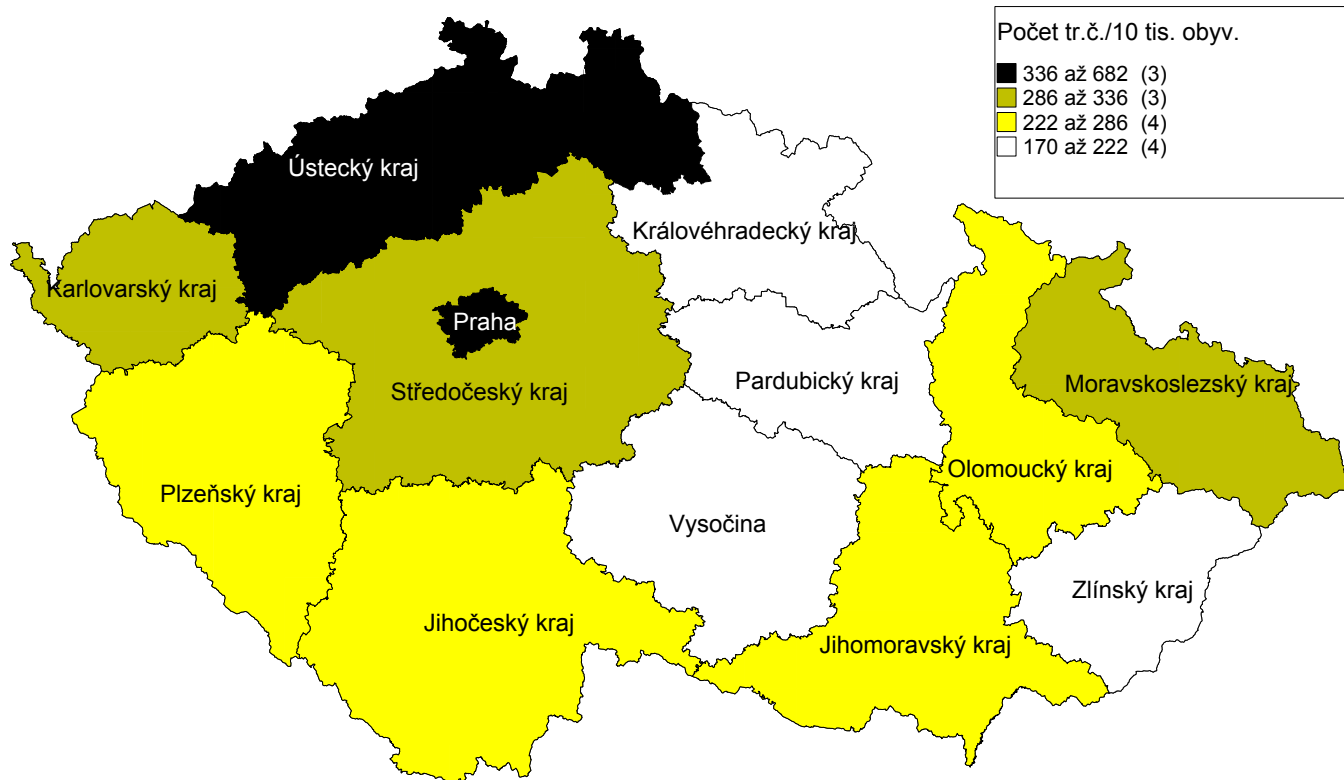 Počet tr.č./10 tis. obyv.
336 až 682 (3)
286 až 336 (3)
222 až 286 (4)
170 až 222 (4)
Ústecký kraj
Královéhradecký kraj
Karlovarský kraj
Praha
Středočeský kraj
Pardubický kraj
Moravskoslezský kraj
Olomoucký kraj
Plzeňský kraj
Vysočina
Zlínský kraj
Jihočeský kraj
Jihomoravský kraj